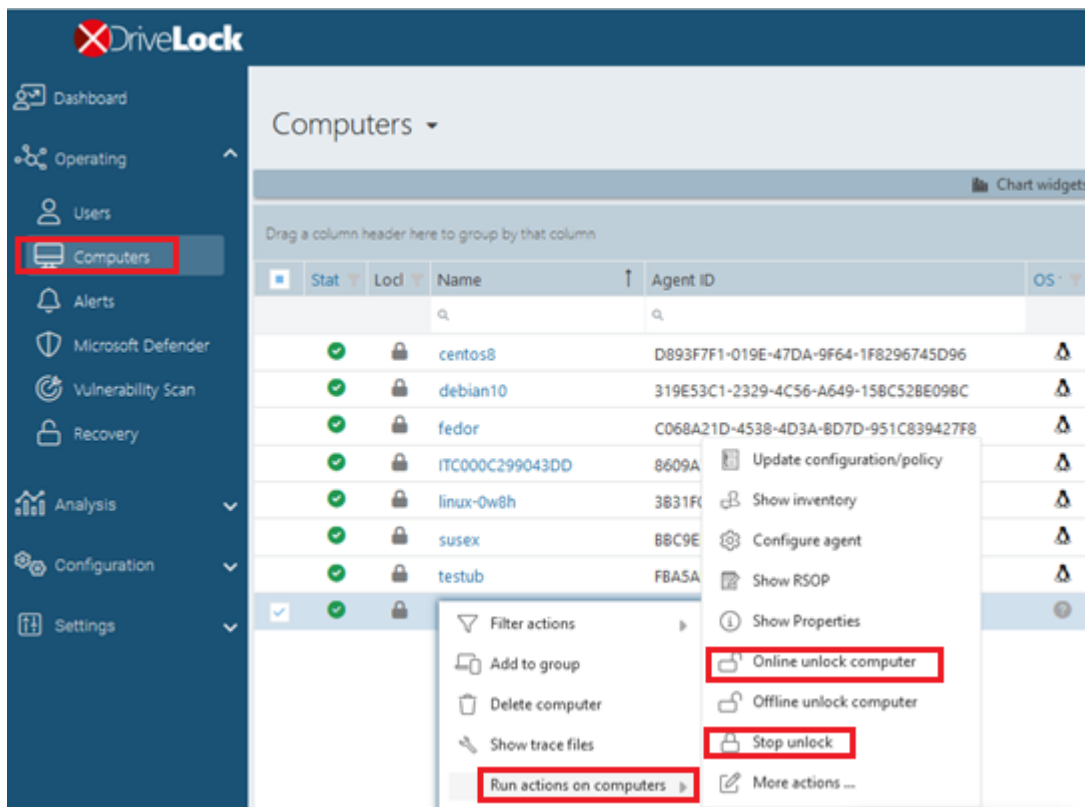 DriveLock
Dashboard
Operating
Users
Computers
Alerts
Microsoft Defender
Vulnerability Scan
Recovery
Analysis
Configuration
Settings
Computers
Chart widgets
Drag a column header here to group by that column
Stat Locl Name Agent ID OS
centos8 D893F7F1-019E-47DA-9F64-1F8296745D96
debian10 319E53C1-2329-4C56-A649-15BC52BE09BC
fedor C068A21D-4538-4D3A-BD7D-951C839427F8
ITC000C299043DD 8609A
linux-0w8h 3B31F
susex BBC9E
testub FBA5A
Filter actions
Add to group
Delete computer
Show trace files
Run actions on computers
Update configuration/policy
Show inventory
Configure agent
Show RSOP
Show Properties
Online unlock computer
Offline unlock computer
Stop unlock
More actions ...